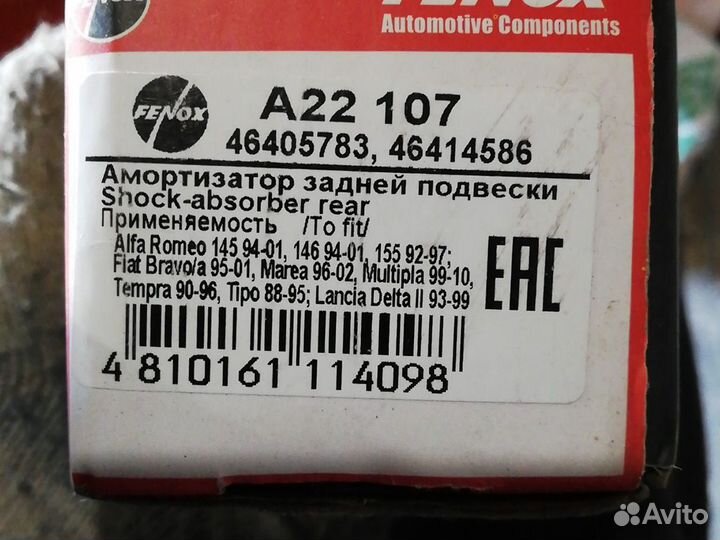 FENOX
Automotive Components
FENOX
A22 107
46405783, 46414586
Амортизатор задней подвески
Shock-absorber rear
Применяемость /To fit/
Alfa Romeo 145 94-01, 146 94-01, 155 92-97;
Fiat Bravo/a 95-01, Marea 96-02, Multipla 99-10,
Tempra 90-96, Tipo 88-95; Lancia Delta II 93-99
EAC
4 810161 114098
Avito